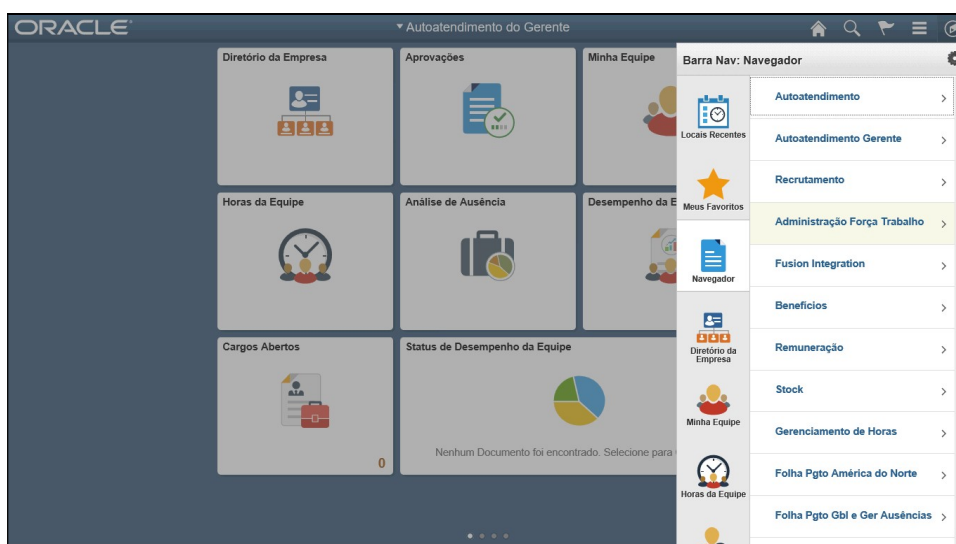 ORACLE
Autoatendimento do Gerente
Diretório da Empresa
Aprovações
Minha Equipe
Horas da Equipe
Análise de Ausência
Desempenho da E
Cargos Abertos
0
Status de Desempenho da Equipe
Nenhum Documento foi encontrado. Selecione para
Barra Nav: Navegador
Locais Recentes
Meus Favoritos
Navegador
Diretório da
Empresa
Minha Equipe
Horas da Equipe
Autoatendimento
Autoatendimento Gerente
Recrutamento
Administração Força Trabalho
Fusion Integration
Benefícios
Remuneração
Stock
Gerenciamento de Horas
Folha Pgto América do Norte
Folha Pgto Gbl e Ger Ausências